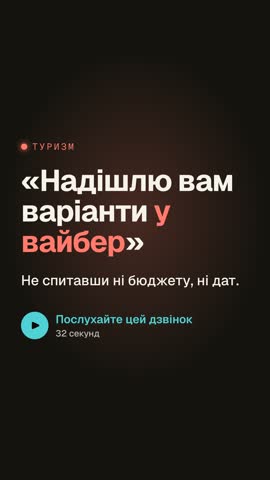 ТУРИЗМ
«Надішлю вам
варіанти у
вайбер»
Не спитавши ні бюджету, ні дат.
Послухайте цей дзвінок
32 секунд